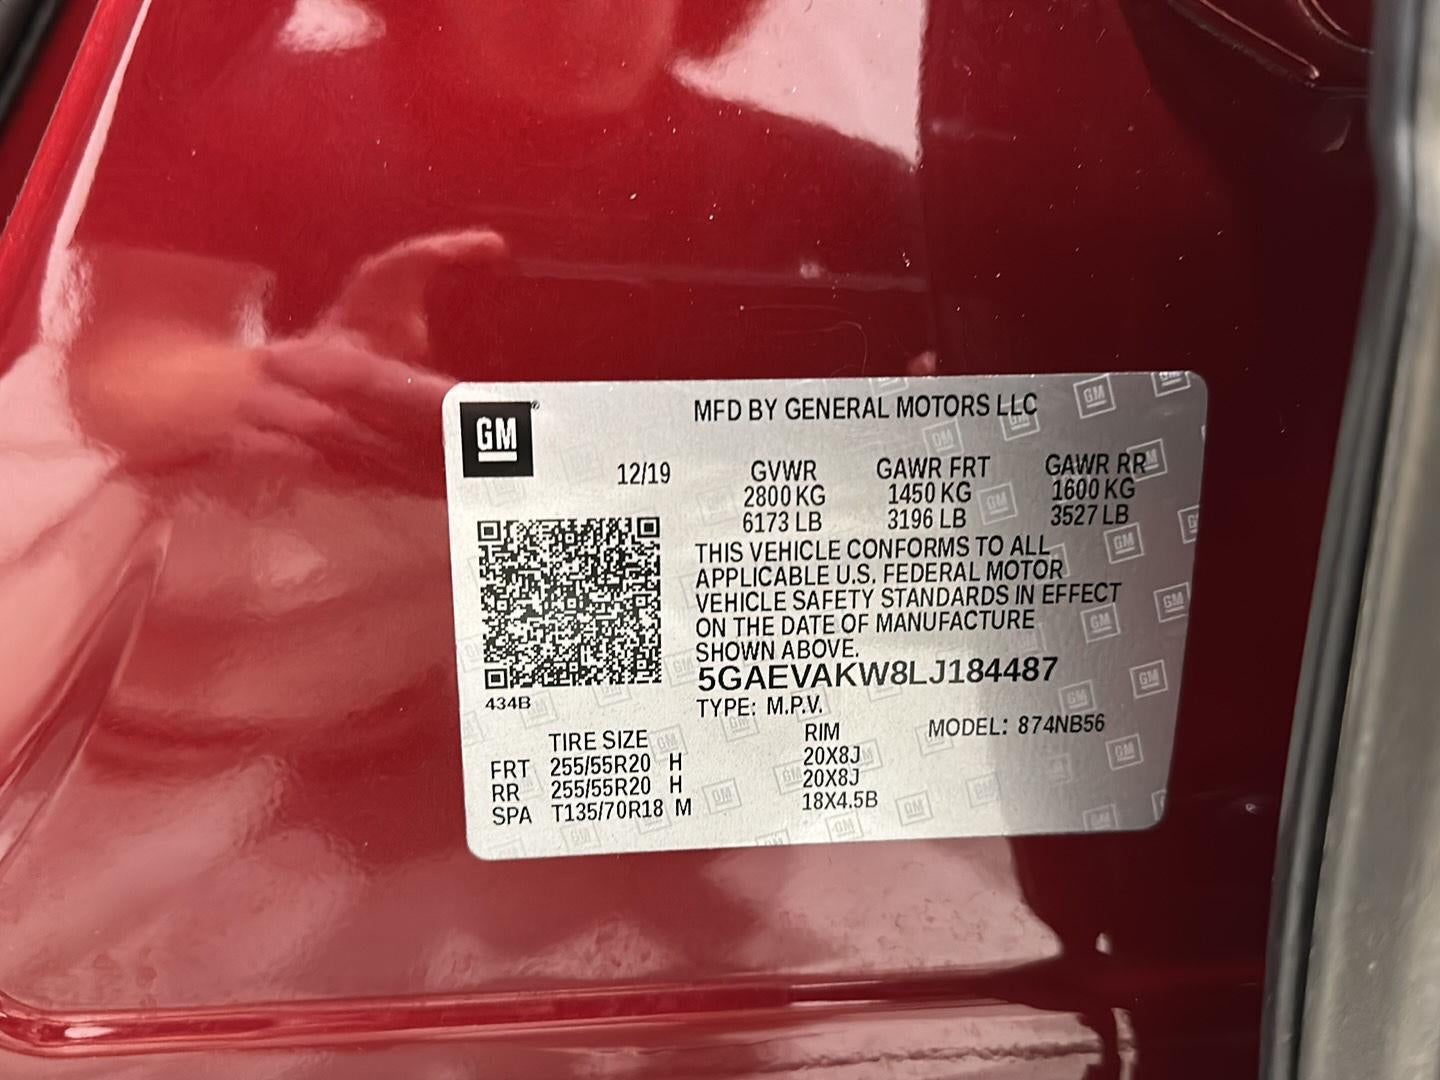 GM
MFD BY GENERAL MOTORS LLC
12/19 GVWR GAWR FRT GAWR RR
2800 KG 1450 KG 1600 KG
6173 LB 3196 LB 3527 LB
THIS VEHICLE CONFORMS TO ALL
APPLICABLE U.S. FEDERAL MOTOR
VEHICLE SAFETY STANDARDS IN EFFECT
ON THE DATE OF MANUFACTURE
SHOWN ABOVE.
5GAEVAKW8LJ184487
434B
TYPE: M.P.V.
MODEL: 874NB56
TIRE SIZE RIM
FRT 255/55R20 H 20X8J
RR 255/55R20 H 20X8J
SPA T135/70R18 M 18X4.5B